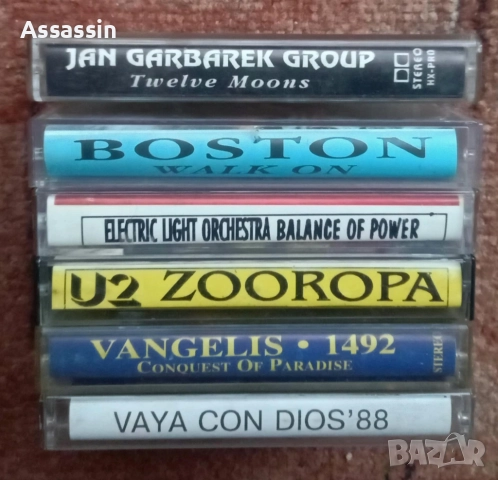 Assassin
JAN GARBAREK GROUP
Twelve Moons
STEREO
HX-PRO
BOSTON
WALK ON
ELECTRIC LIGHT ORCHESTRA BALANCE OF POWER
U2 ZOOROPA
VANGELIS • 1492
CONQUEST OF PARADISE
STEREO
VAYA CON DIOS'88
BAZAR
bg